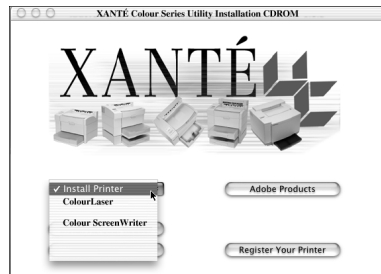 XANTÉ Colour Series Utility Installation CDROM
XANTÉ
✓ Install Printer
Adobe Products
ColourLaser
Colour ScreenWriter
Register Your Printer